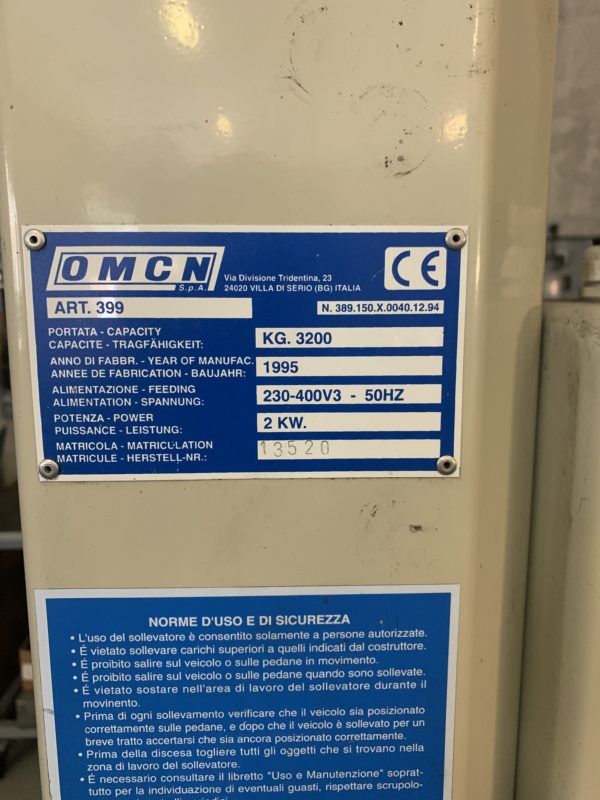 OMCN
S.p.A.
Via Divisione Tridentina, 23
24020 VILLA DI SERIO (BG) ITALIA
CE
ART. 399
N. 389.150.X.0040.12.94
PORTATA - CAPACITY
CAPACITE - TRAGFÄHIGKEIT:
KG. 3200
ANNO DI FABBR. - YEAR OF MANUFAC.
ANNEE DE FABRICATION - BAUJAHR:
1995
ALIMENTAZIONE - FEEDING
ALIMENTATION - SPANNUNG:
230-400V3 - 50HZ
POTENZA - POWER
PUISSANCE - LEISTUNG:
2 KW.
MATRICOLA - MATRICULATION
MATRICULE - HERSTELL-NR.:
13520
NORME D'USO E DI SICUREZZA
• L'uso del sollevatore è consentito solamente a persone autorizzate.
• É vietato sollevare carichi superiori a quelli indicati dal costruttore.
• É proibito salire sul veicolo o sulle pedane in movimento.
• É proibito salire sul veicolo o sulle pedane quando sono sollevate.
• É vietato sostare nell'area di lavoro del sollevatore durante il
movimento.
• Prima di ogni sollevamento verificare che il veicolo sia posizionato
correttamente sulle pedane, e dopo che il veicolo è sollevato per un
breve tratto accertarsi che sia ancora posizionato correttamente.
• Prima della discesa togliere tutti gli oggetti che si trovano nella
zona di lavoro del sollevatore.
• É necessario consultare il libretto "Uso e Manutenzione" soprat-
tutto per la individuazione di eventuali guasti, rispettare scrupolo-